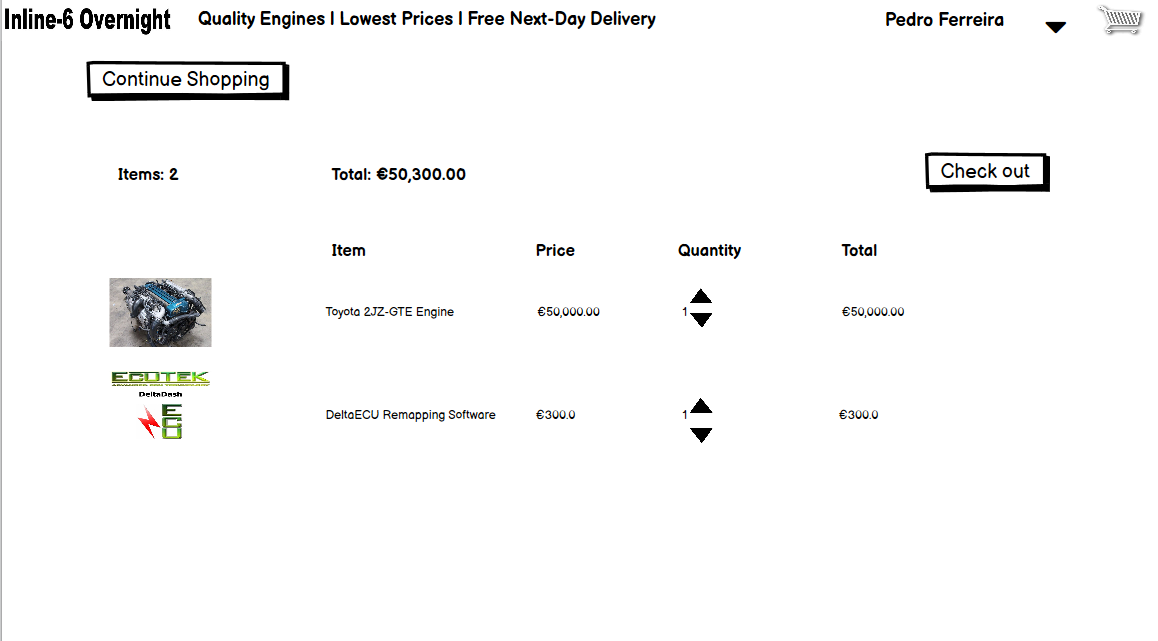 Inline-6 Overnight
Quality Engines | Lowest Prices | Free Next-Day Delivery
Pedro Ferreira
Continue Shopping
Items: 2
Total: €50,300.00
Check out
Item Price Quantity Total
Toyota 2JZ-GTE Engine €50,000.00 1 €50,000.00
ECUTEK
DeltaDash
ECU
DeltaECU Remapping Software €300.0 1 €300.0